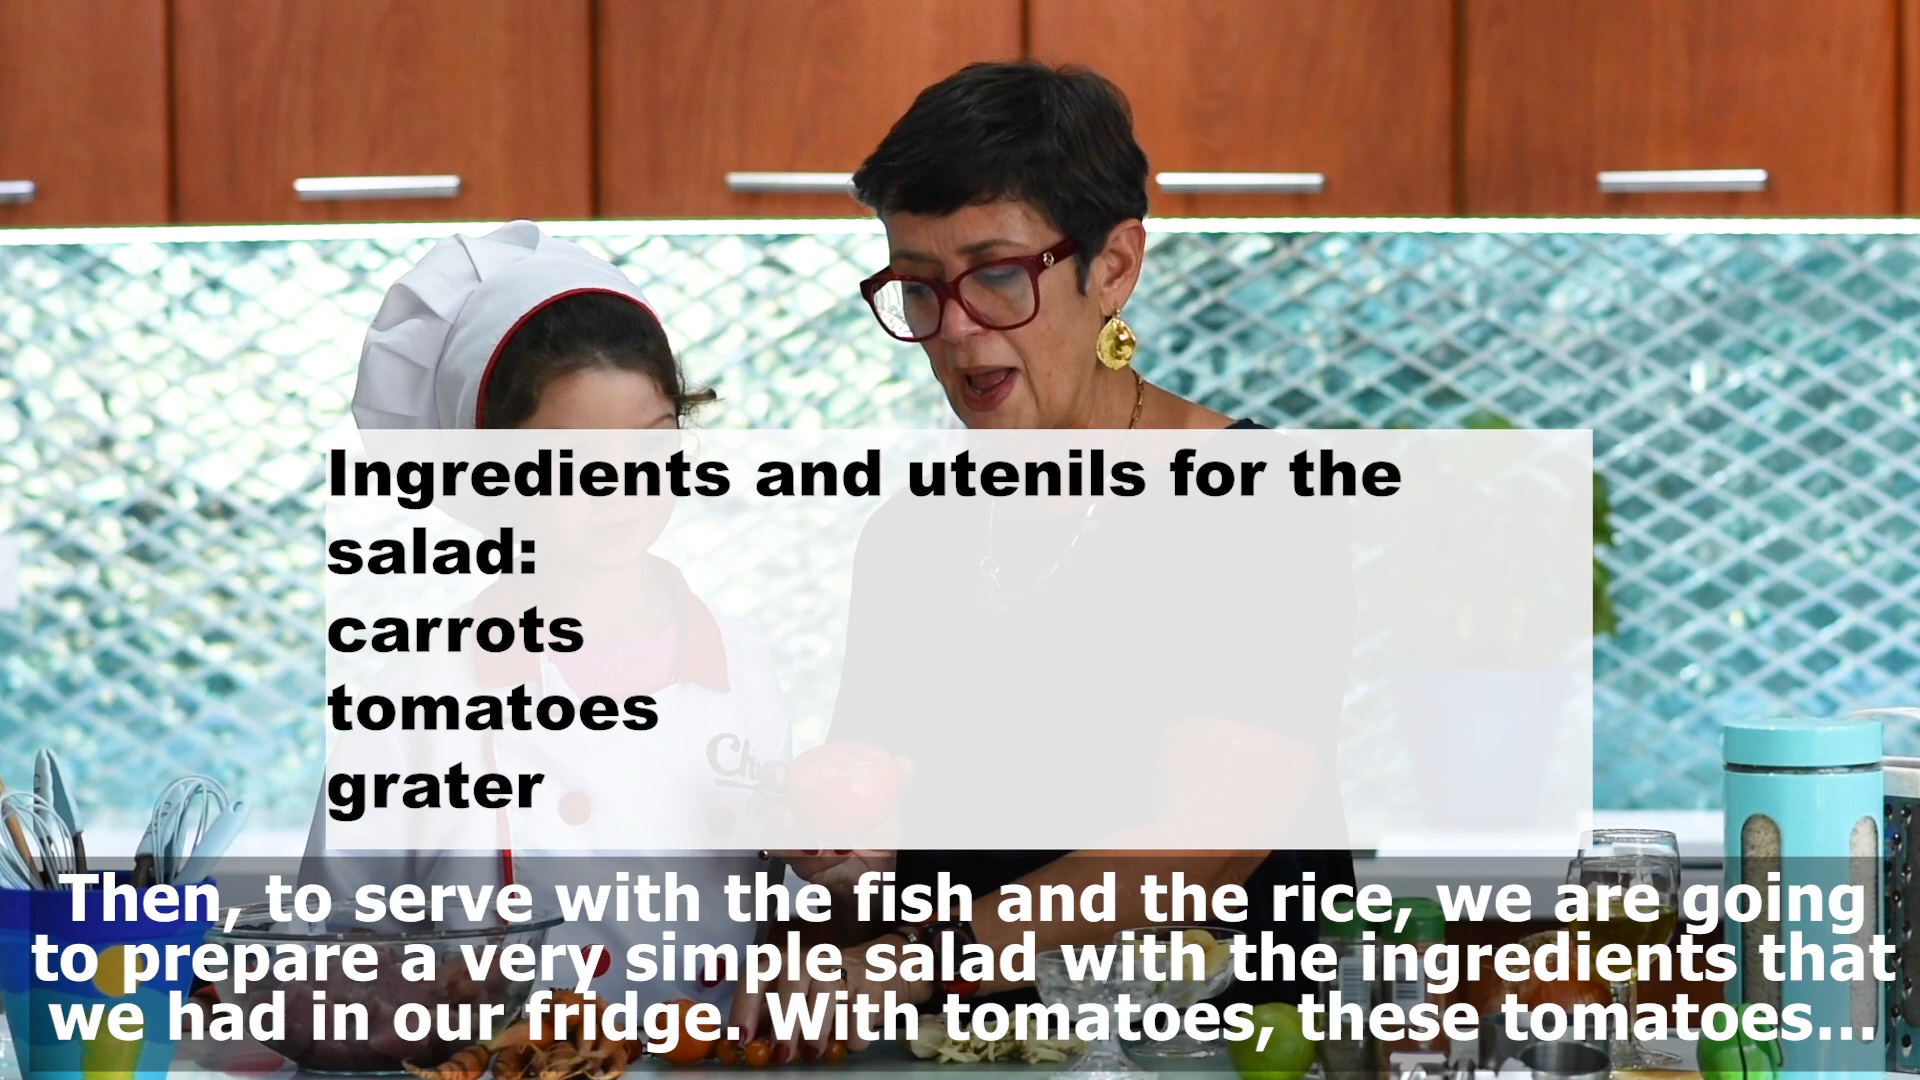 Ingredients and utenils for the
salad:
carrots
tomatoes
grater
Then, to serve with the fish and the rice, we are going
to prepare a very simple salad with the ingredients that
we had in our fridge. With tomatoes, these tomatoes...